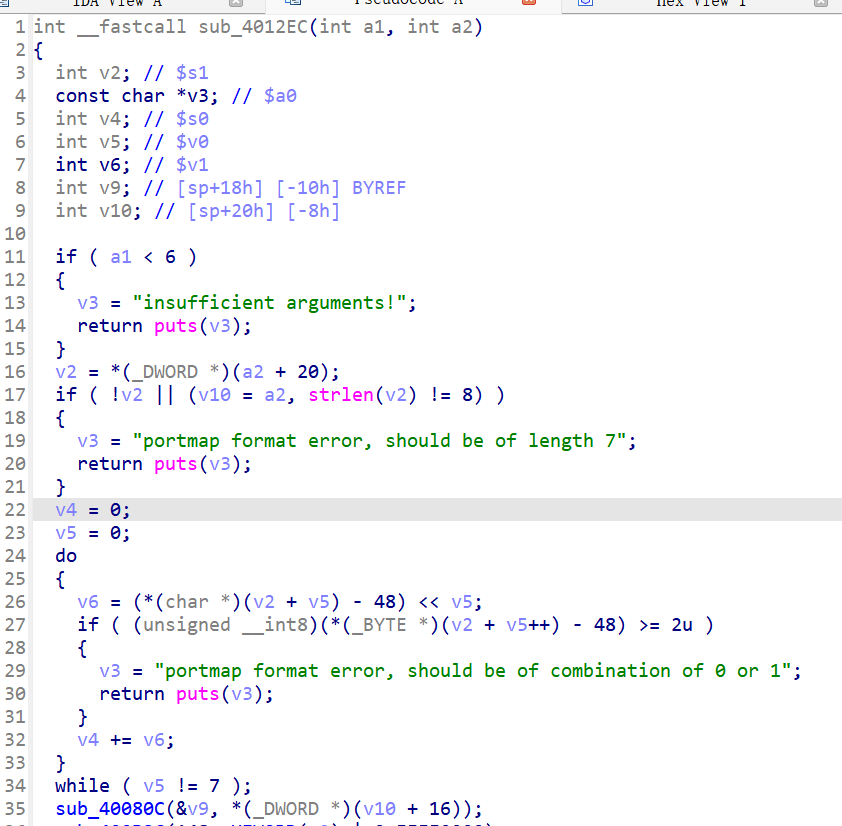 IDA View A Pseudocode A Hex View 1
1 int __fastcall sub_4012EC(int a1, int a2)
2 {
3 int v2; // $s1
4 const char *v3; // $a0
5 int v4; // $s0
6 int v5; // $v0
7 int v6; // $v1
8 int v9; // [sp+18h] [-10h] BYREF
9 int v10; // [sp+20h] [-8h]
10
11 if ( a1 < 6 )
12 {
13 v3 = "insufficient arguments!";
14 return puts(v3);
15 }
16 v2 = *(_DWORD *)(a2 + 20);
17 if ( !v2 || (v10 = a2, strlen(v2) != 8) )
18 {
19 v3 = "portmap format error, should be of length 7";
20 return puts(v3);
21 }
22 v4 = 0;
23 v5 = 0;
24 do
25 {
26 v6 = (*(char *)(v2 + v5) - 48) << v5;
27 if ( (unsigned __int8)(*(_BYTE *)(v2 + v5++) - 48) >= 2u )
28 {
29 v3 = "portmap format error, should be of combination of 0 or 1";
30 return puts(v3);
31 }
32 v4 += v6;
33 }
34 while ( v5 != 7 );
35 sub_40080C(&v9, *(_DWORD *)(v10 + 16));